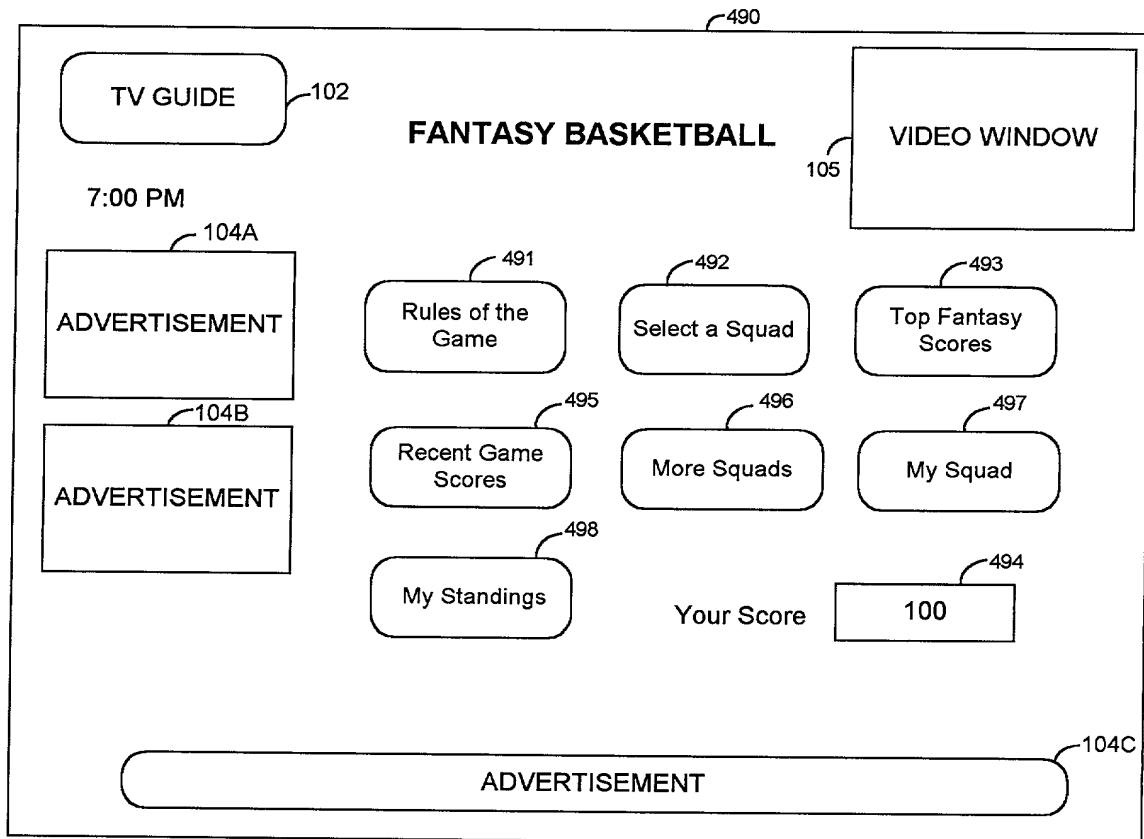 490
TV GUIDE
102
FANTASY BASKETBALL
VIDEO WINDOW
105
7:00 PM
104A
ADVERTISEMENT
104B
ADVERTISEMENT
491
Rules of the
Game
492
Select a Squad
493
Top Fantasy
Scores
495
Recent Game
Scores
496
More Squads
497
My Squad
498
My Standings
Your Score
494
100
104C
ADVERTISEMENT